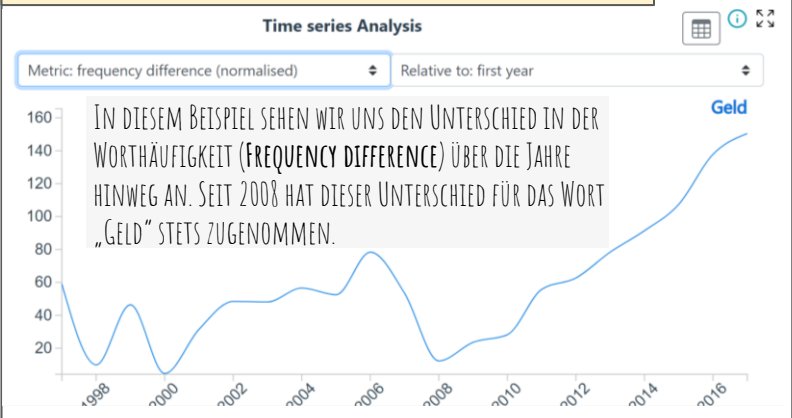 Time series Analysis
Metric: frequency difference (normalised)
Relative to: first year
Geld
In diesem Beispiel sehen wir uns den Unterschied in der
Worthäufigkeit (Frequency difference) über die Jahre
hinweg an. Seit 2008 hat dieser Unterschied für das Wort
„Geld“ stets zugenommen.
160
140
120
100
80
60
40
20
1998 2000 2002 2004 2006 2008 2010 2012 2014 2016